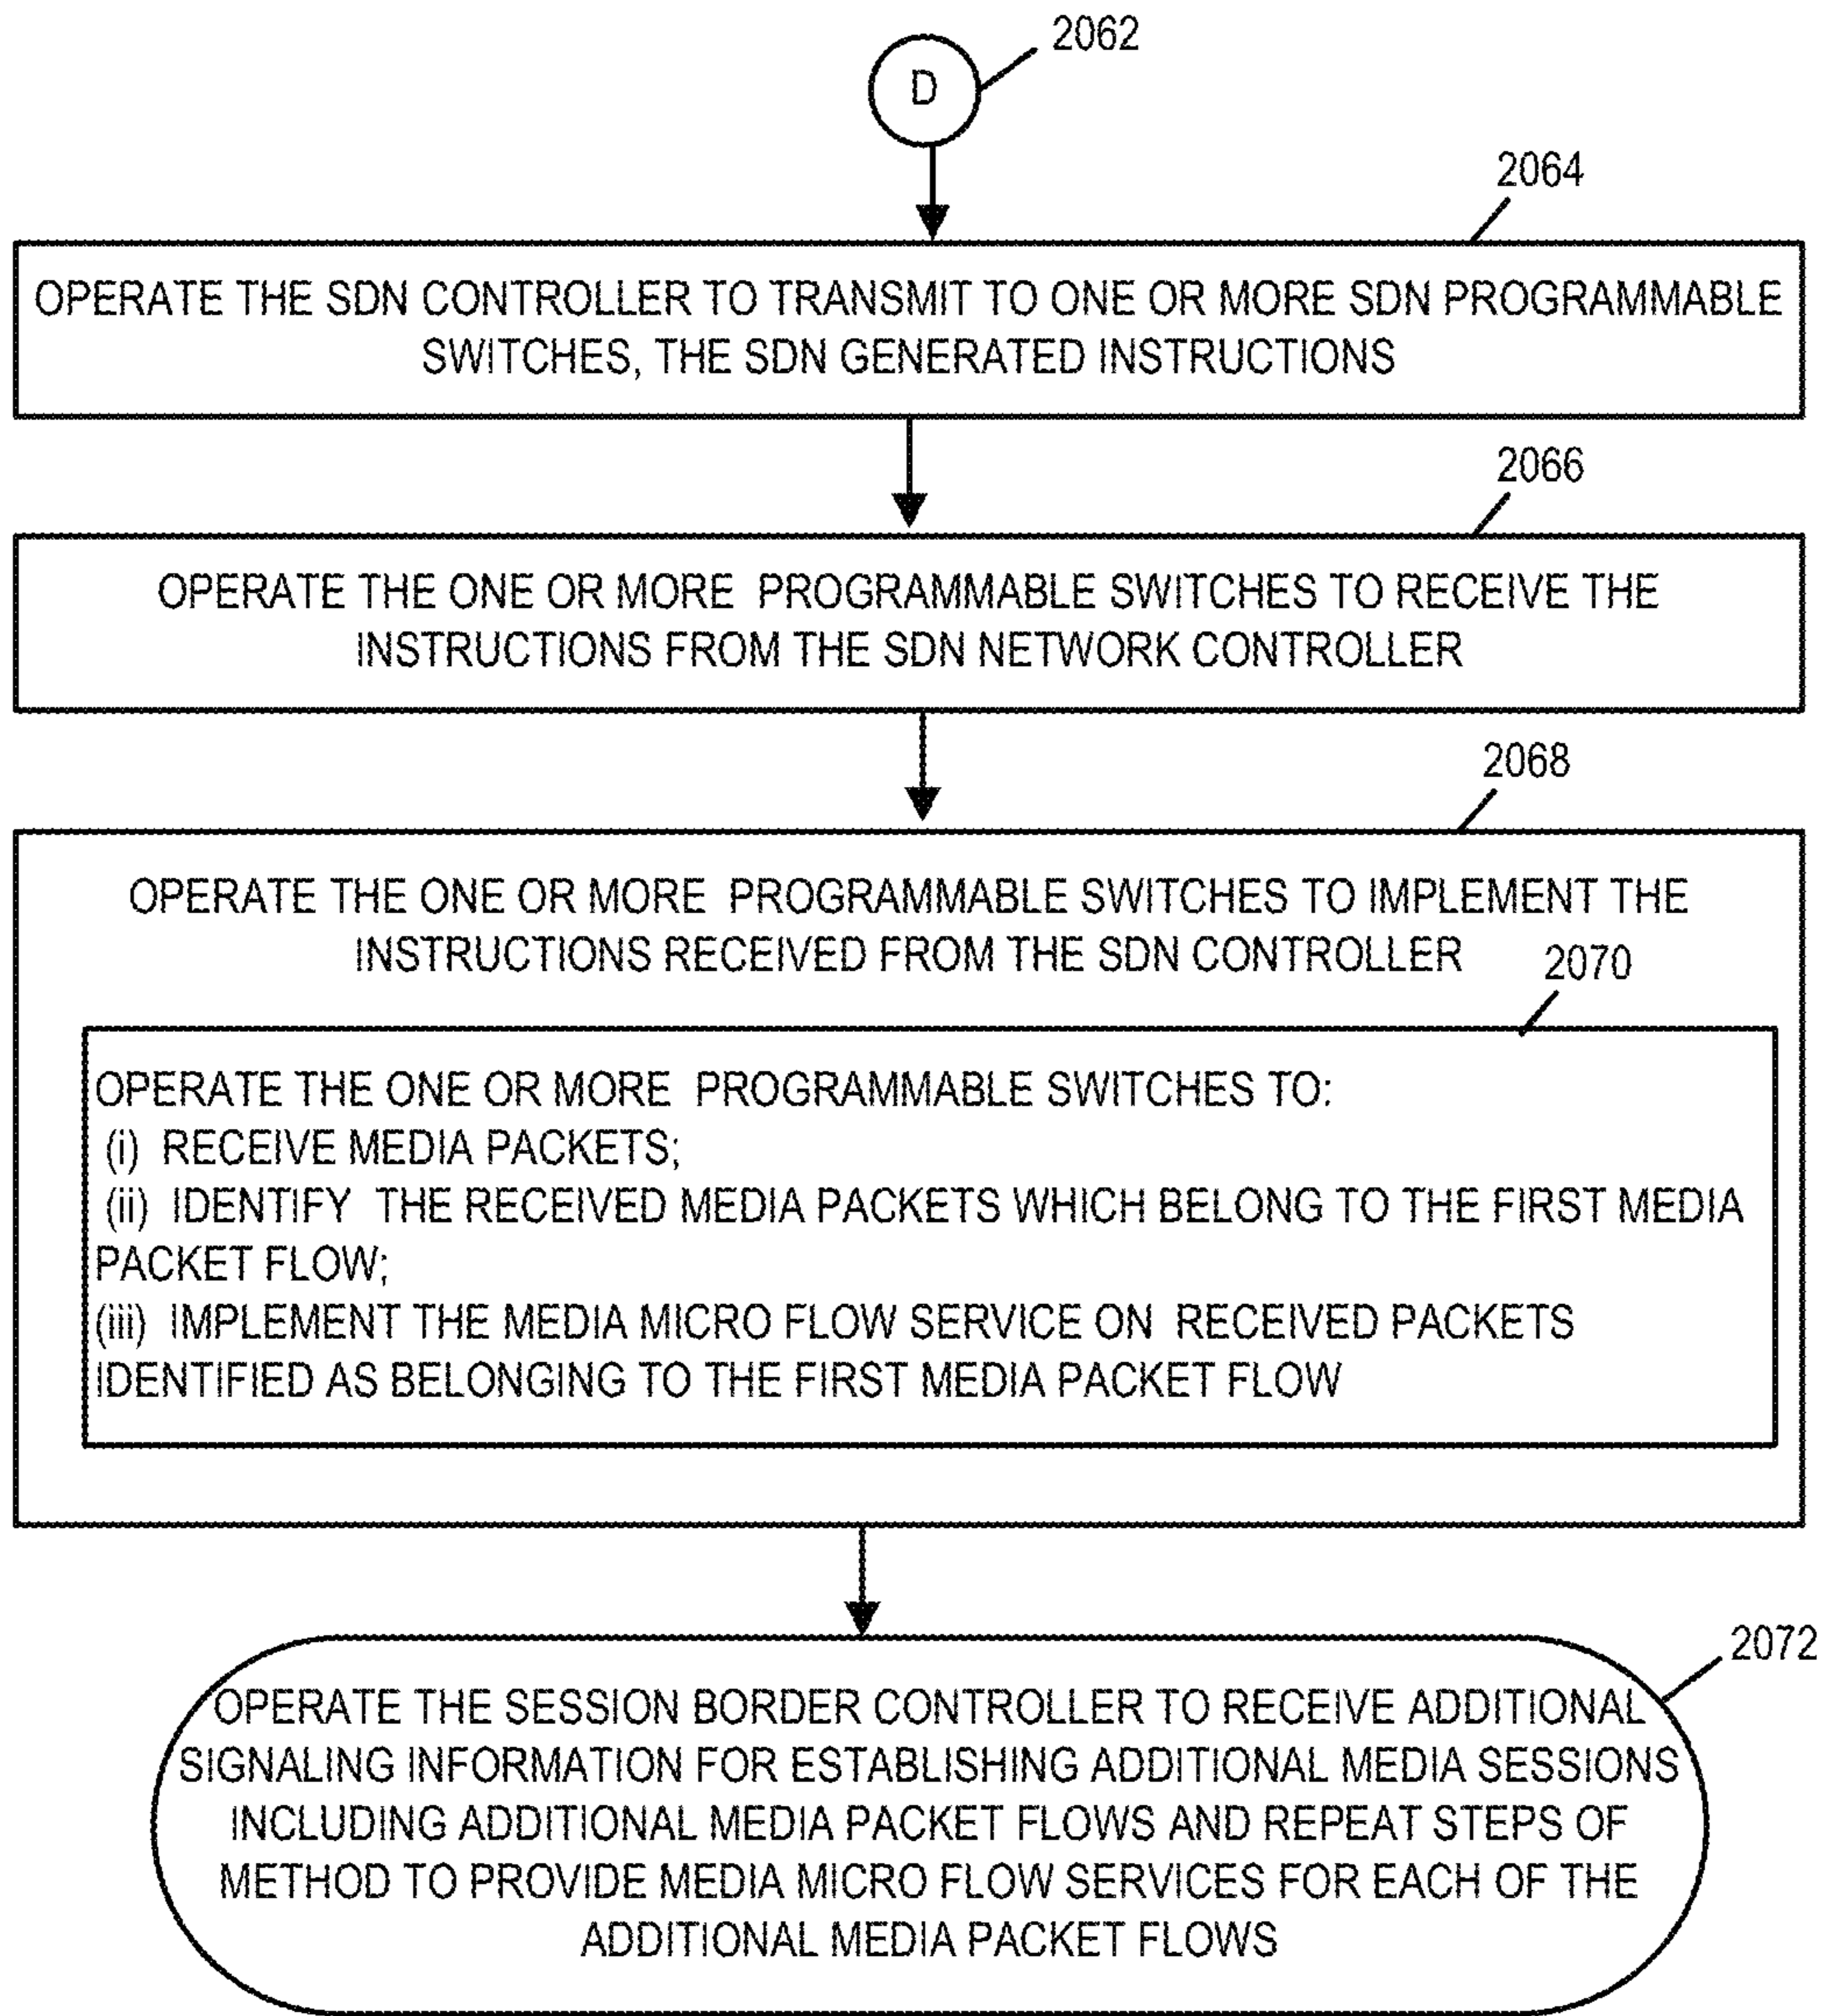 2062
D
2064
OPERATE THE SDN CONTROLLER TO TRANSMIT TO ONE OR MORE SDN PROGRAMMABLE
SWITCHES, THE SDN GENERATED INSTRUCTIONS
2066
OPERATE THE ONE OR MORE PROGRAMMABLE SWITCHES TO RECEIVE THE
INSTRUCTIONS FROM THE SDN NETWORK CONTROLLER
2068
OPERATE THE ONE OR MORE PROGRAMMABLE SWITCHES TO IMPLEMENT THE
INSTRUCTIONS RECEIVED FROM THE SDN CONTROLLER
2070
OPERATE THE ONE OR MORE PROGRAMMABLE SWITCHES TO:
(i) RECEIVE MEDIA PACKETS;
(ii) IDENTIFY THE RECEIVED MEDIA PACKETS WHICH BELONG TO THE FIRST MEDIA
PACKET FLOW;
(iii) IMPLEMENT THE MEDIA MICRO FLOW SERVICE ON RECEIVED PACKETS
IDENTIFIED AS BELONGING TO THE FIRST MEDIA PACKET FLOW
2072
OPERATE THE SESSION BORDER CONTROLLER TO RECEIVE ADDITIONAL
SIGNALING INFORMATION FOR ESTABLISHING ADDITIONAL MEDIA SESSIONS
INCLUDING ADDITIONAL MEDIA PACKET FLOWS AND REPEAT STEPS OF
METHOD TO PROVIDE MEDIA MICRO FLOW SERVICES FOR EACH OF THE
ADDITIONAL MEDIA PACKET FLOWS